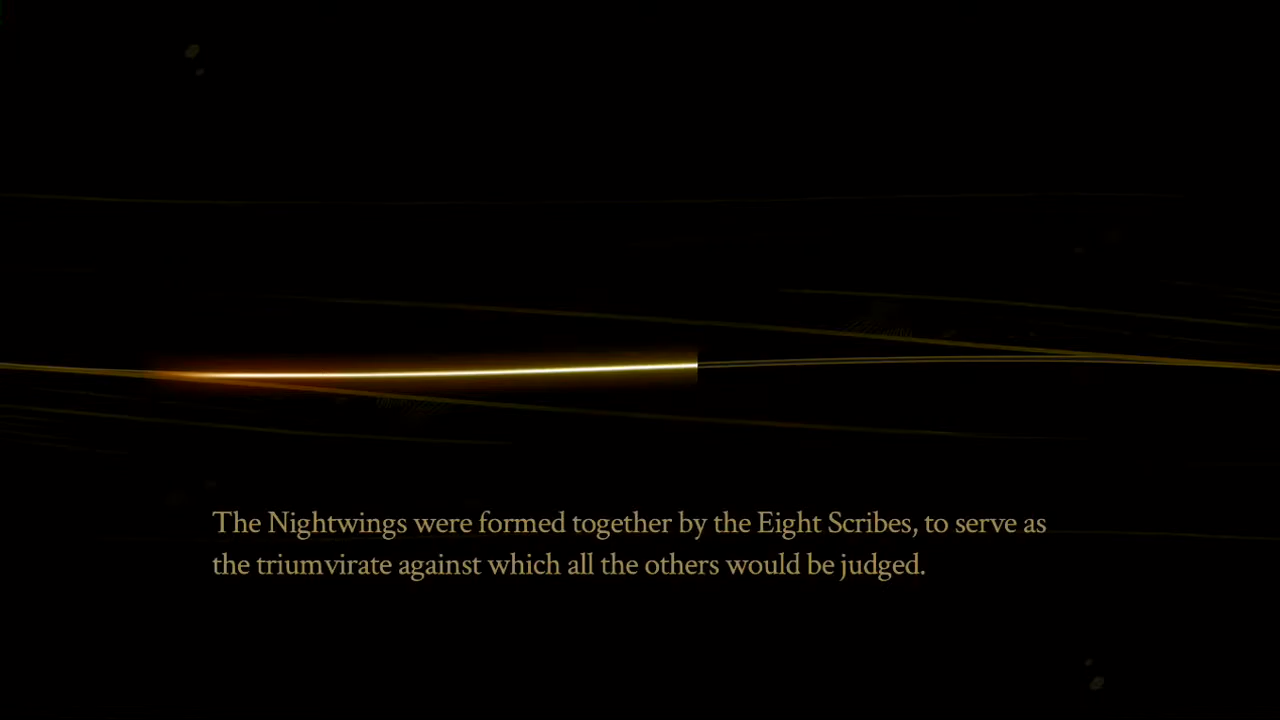 The Nightwings were formed together by the Eight Scribes, to serve as
the triumvirate against which all the others would be judged.